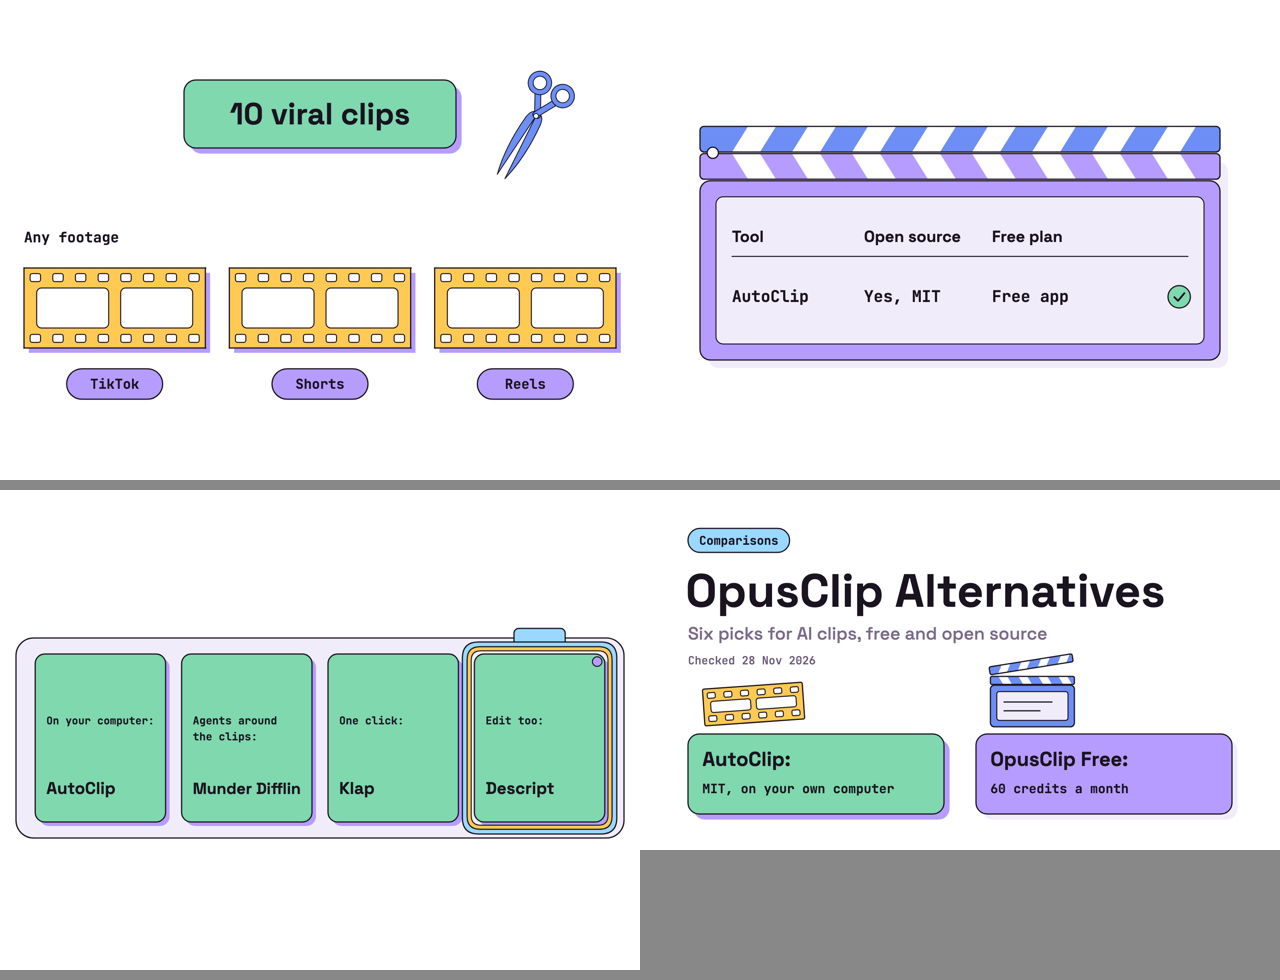 10 viral clips
Any footage
TikTok
Shorts
Reels
Tool Open source Free plan
AutoClip Yes, MIT Free app
On your computer:
AutoClip
Agents around
the clips:
Munder Difflin
One click:
Klap
Edit too:
Descript
Comparisons
OpusClip Alternatives
Six picks for AI clips, free and open source
Checked 28 Nov 2026
AutoClip:
MIT, on your own computer
OpusClip Free:
60 credits a month